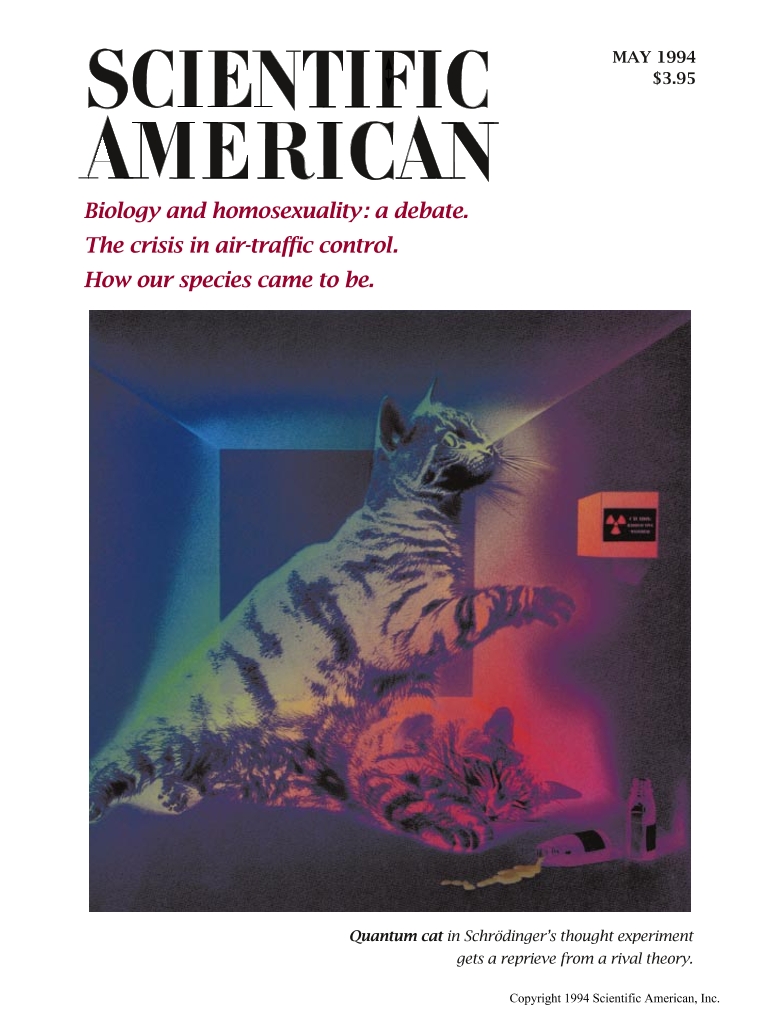 SCIENTIFIC
AMERICAN
MAY 1994
$3.95
Biology and homosexuality: a debate.
The crisis in air-traffic control.
How our species came to be.
Quantum cat in Schrödinger's thought experiment
gets a reprieve from a rival theory.
Copyright 1994 Scientific American, Inc.